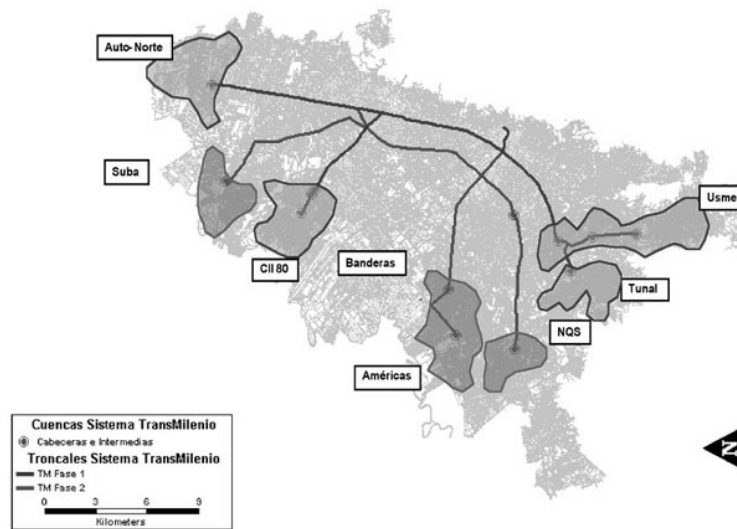 Auto-Norte
Suba
Usme
Cll 80
Banderas
Tunal
NQS
Américas
Cuencas Sistema TransMilenio
Cabeceras e Intermedias
Troncales Sistema TransMilenio
TM Fase 1
TM Fase 2
0 3 6 9
Kilometers
N